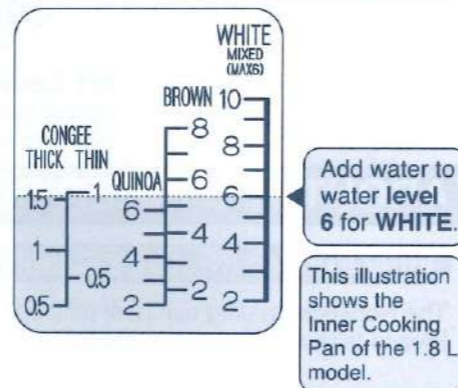 WHITE
MIXED
(MAX6)
BROWN 10
8 8
CONGEE
THICK THIN
QUINOA 6
1.5 1 6 6
4 4
1 4
0.5 2
0.5 2 2
Add water to
water level
6 for WHITE.
This illustration
shows the
Inner Cooking
Pan of the 1.8 L
model.